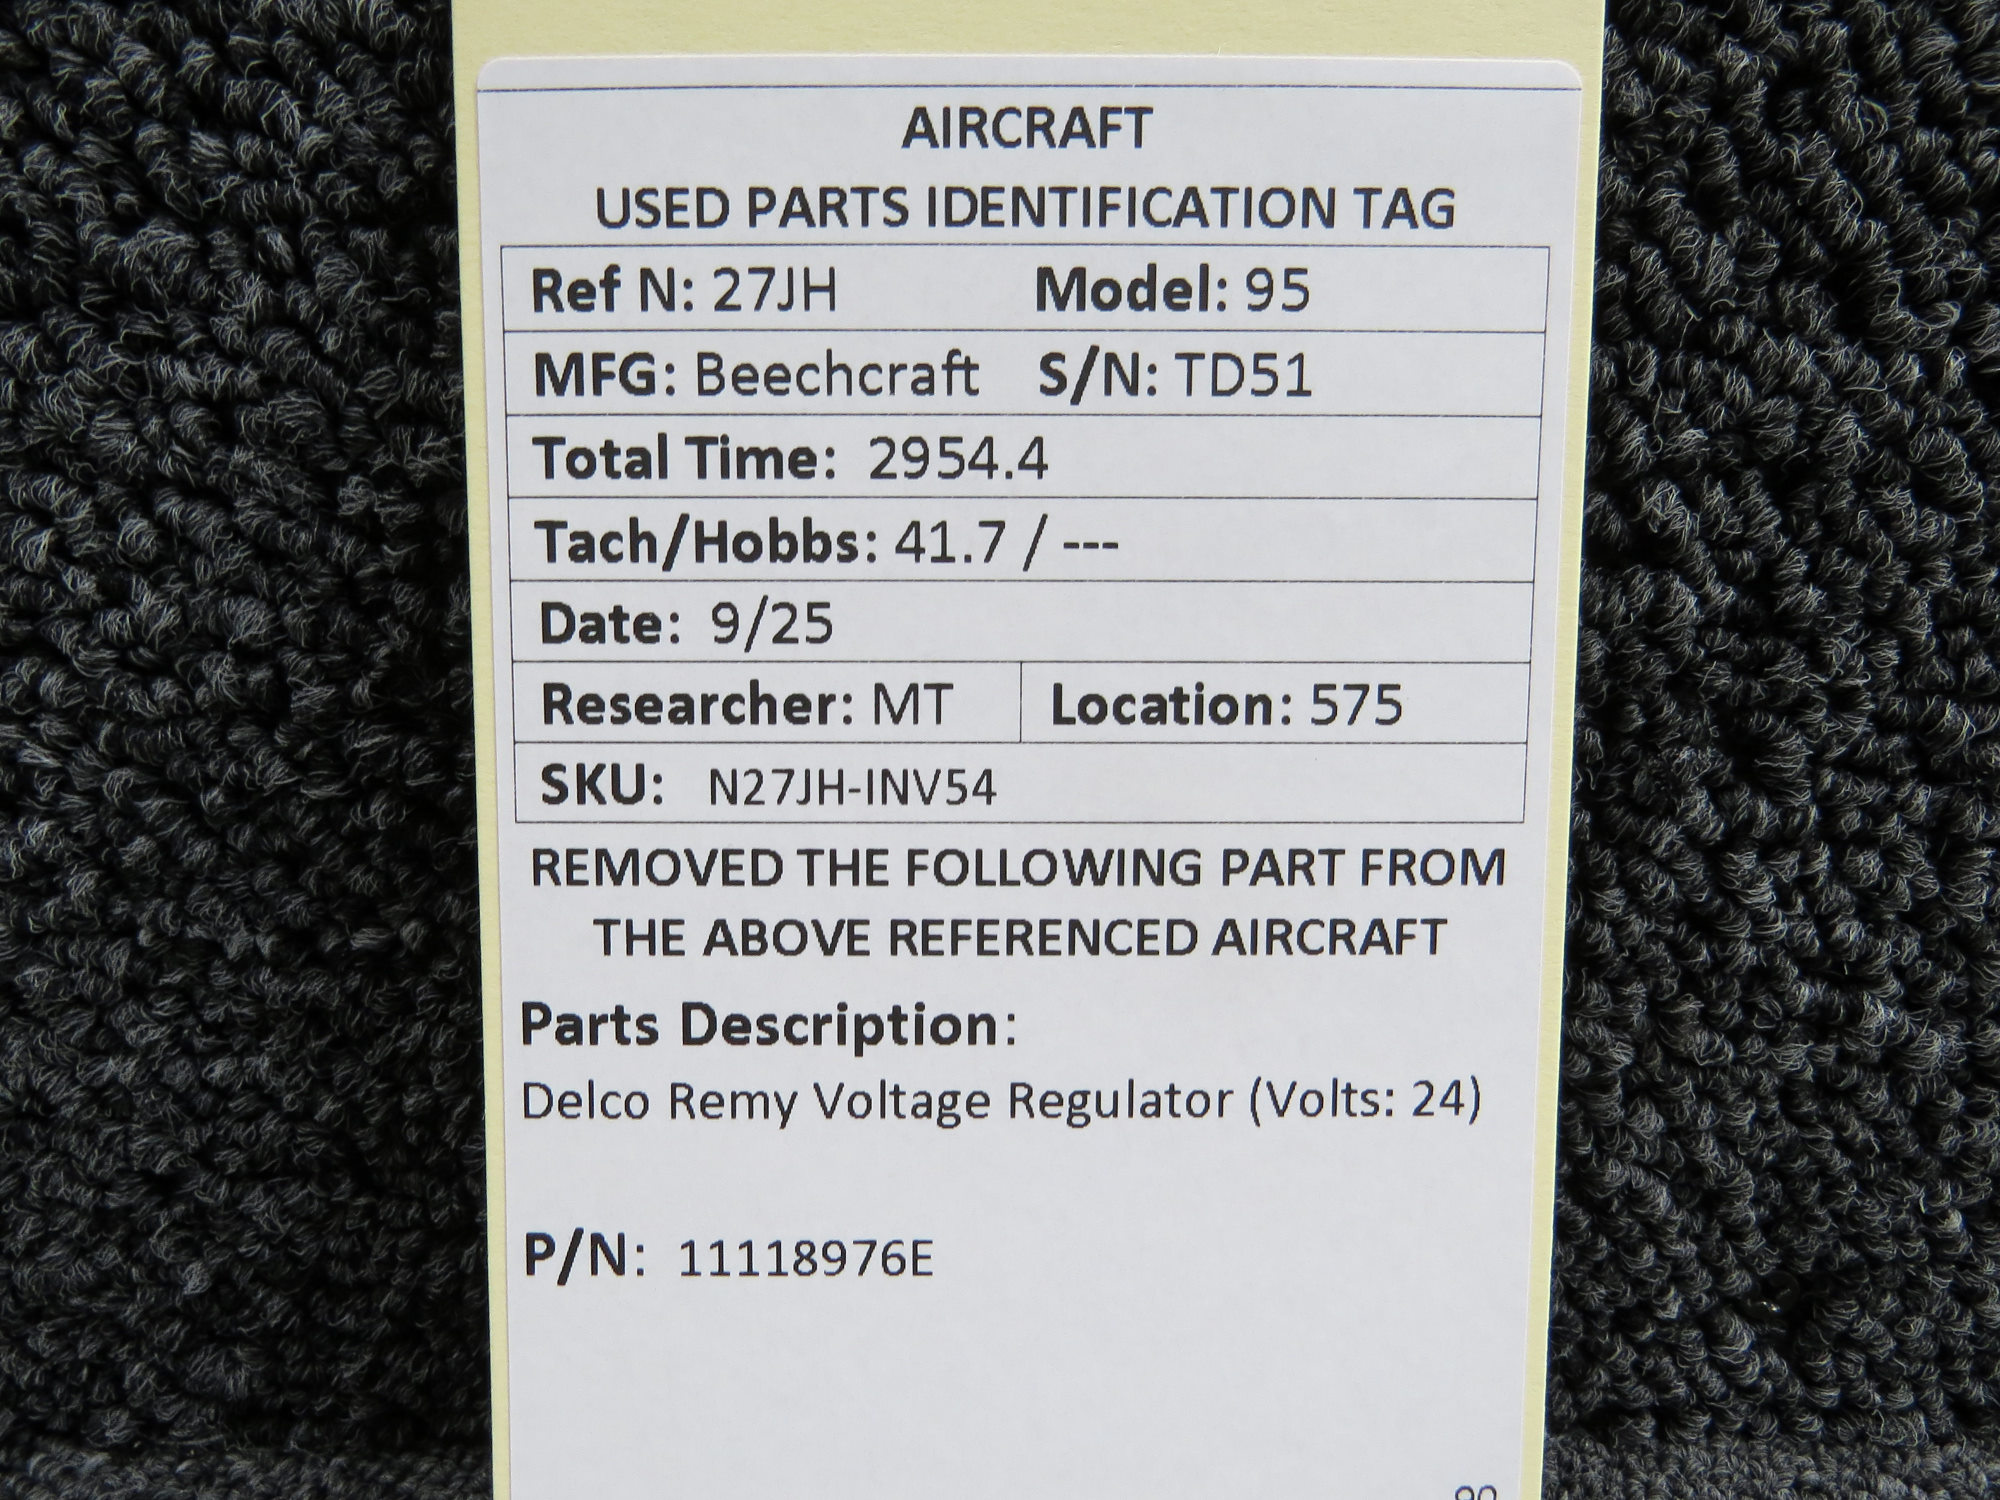 AIRCRAFT
USED PARTS IDENTIFICATION TAG
Ref N: 27JH Model: 95
MFG: Beechcraft S/N: TD51
Total Time: 2954.4
Tach/Hobbs: 41.7 / ---
Date: 9/25
Researcher: MT Location: 575
SKU: N27JH-INV54
REMOVED THE FOLLOWING PART FROM
THE ABOVE REFERENCED AIRCRAFT
Parts Description:
Delco Remy Voltage Regulator (Volts: 24)
P/N: 11118976E